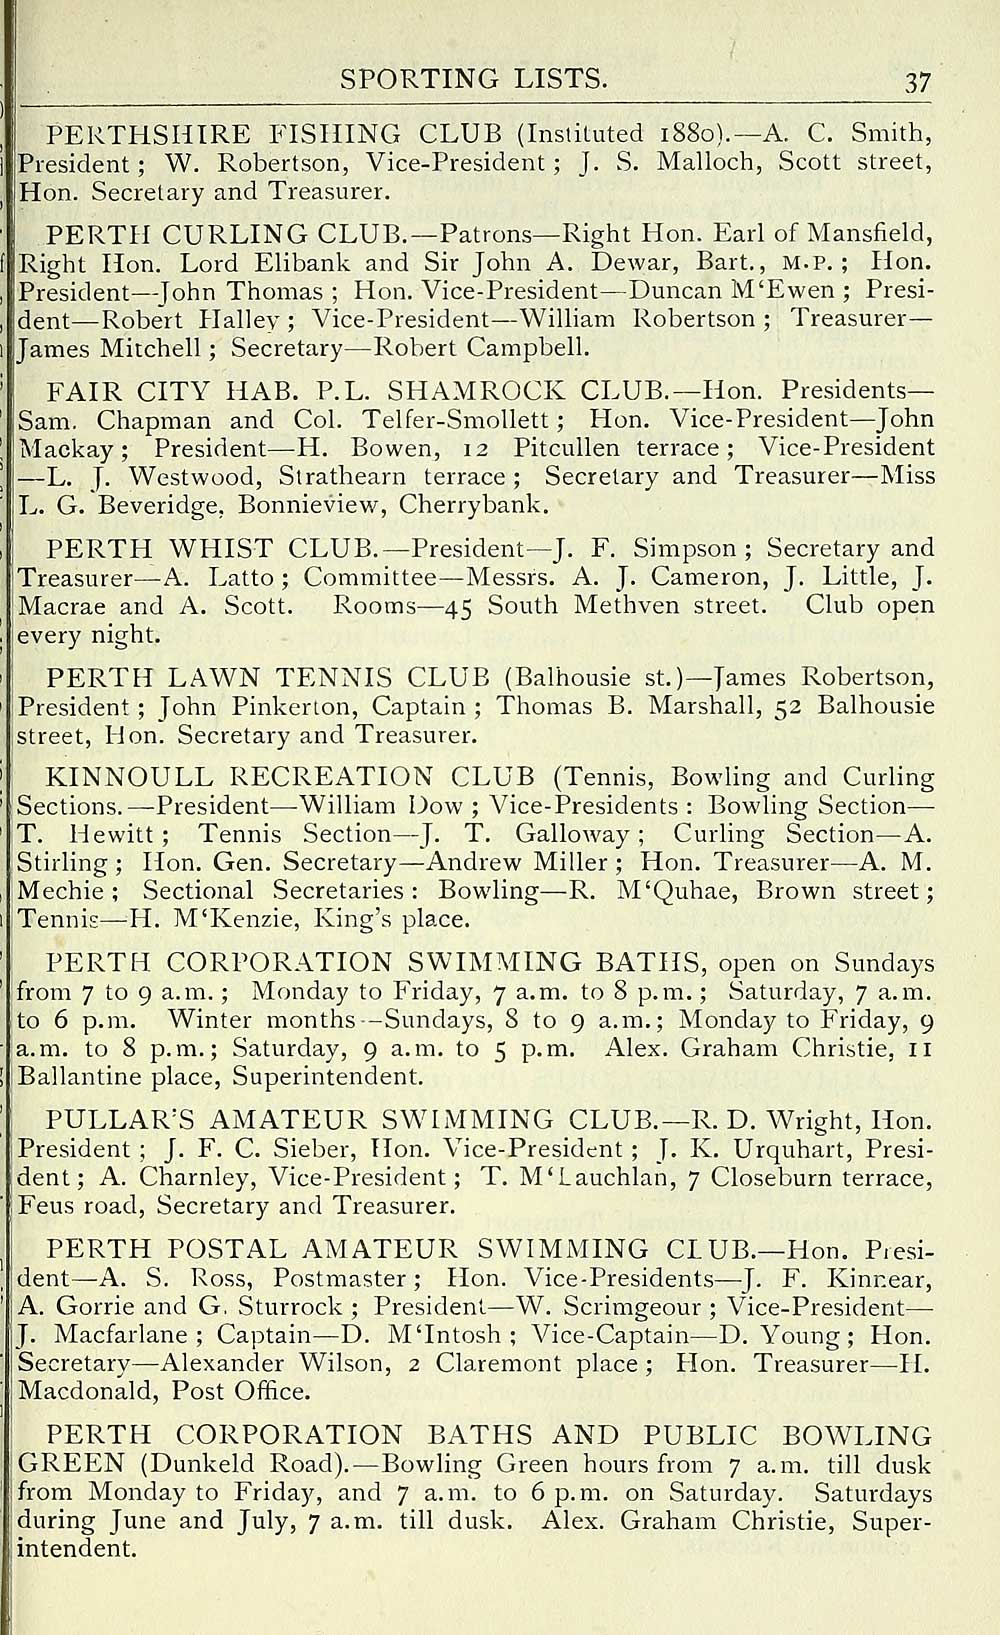 SPORTING LISTS. 37
PERTHSHIRE FISHING CLUB (Instituted 1880).—A. C. Smith,
President ; W. Robertson, Vice-President ; J. S. Malloch, Scott street,
Hon. Secretary and Treasurer.
PERTH CURLING CLUB.—Patrons—Right Hon. Earl of Mansfield,
Right Hon. Lord Elibank and Sir John A. Dewar, Bart., M.P. ; Hon.
President—John Thomas ; Hon. Vice-President—Duncan M‘Ewen ; Presi-
dent—Robert Halley ; Vice-President—William Robertson ; Treasurer—
James Mitchell ; Secretary—Robert Campbell.
FAIR CITY HAB. P.L. SHAMROCK CLUB.—Hon. Presidents—
Sam. Chapman and Col. Telfer-Smollett ; Hon. Vice-President—John
Mackay ; President—H. Bowen, 12 Pitcullen terrace ; Vice-President
—L. J. Westwood, Strathearn terrace ; Secretary and Treasurer—Miss
L. G. Beveridge, Bonnieview, Cherrybank.
PERTH WHIST CLUB.—President—J. F. Simpson ; Secretary and
Treasurer—A. Latto ; Committee—Messrs. A. J. Cameron, J. Little, J.
Macrae and A. Scott. Rooms—45 South Methven street. Club open
every night.
PERTH LAWN TENNIS CLUB (Balhousie st.)—James Robertson,
President ; John Pinkerton, Captain ; Thomas B. Marshall, 52 Balhousie
street, Hon. Secretary and Treasurer.
KINNOULL RECREATION CLUB (Tennis, Bowling and Curling
Sections.—President—William Dow ; Vice-Presidents : Bowling Section—
T. Hewitt ; Tennis Section—J. T. Galloway ; Curling Section—A.
Stirling ; Hon. Gen. Secretary—Andrew Miller ; Hon. Treasurer—A. M.
Mechie ; Sectional Secretaries : Bowling—R. M‘Quhae, Brown street ;
Tennis—H. M‘Kenzie, King's place.
PERTH CORPORATION SWIMMING BATHS, open on Sundays
from 7 to 9 a.m. ; Monday to Friday, 7 a.m. to 8 p.m. ; Saturday, 7 a.m.
to 6 p.m. Winter months—Sundays, 8 to 9 a.m.; Monday to Friday, 9
a.m. to 8 p.m.; Saturday, 9 a.m. to 5 p.m. Alex. Graham Christie, 11
Ballantine place, Superintendent.
PULLAR'S AMATEUR SWIMMING CLUB.—R. D. Wright, Hon.
President ; J. F. C. Sieber, Hon. Vice-President ; J. K. Urquhart, Presi-
dent ; A. Charnley, Vice-President ; T. M‘Lauchlan, 7 Closeburn terrace,
Feus road, Secretary and Treasurer.
PERTH POSTAL AMATEUR SWIMMING CLUB.—Hon. Presi-
dent—A. S. Ross, Postmaster ; Hon. Vice-Presidents—J. F. Kinnear,
A. Gorrie and G. Sturrock ; President—W. Scrimgeour ; Vice-President—
J. Macfarlane ; Captain—D. M‘Intosh ; Vice-Captain—D. Young ; Hon.
Secretary—Alexander Wilson, 2 Claremont place ; Hon. Treasurer—H.
Macdonald, Post Office.
PERTH CORPORATION BATHS AND PUBLIC BOWLING
GREEN (Dunkeld Road).—Bowling Green hours from 7 a.m. till dusk
from Monday to Friday, and 7 a.m. to 6 p.m. on Saturday. Saturdays
during June and July, 7 a.m. till dusk. Alex. Graham Christie, Super-
intendent.